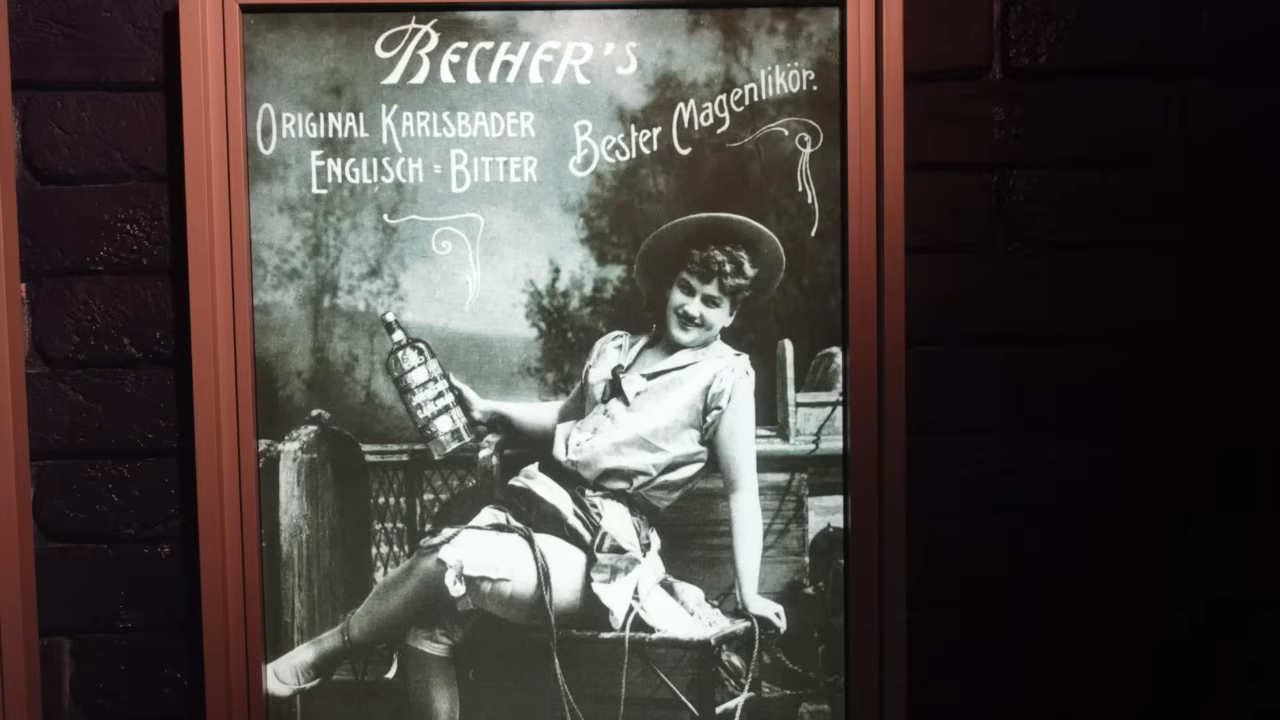 BECHER'S
ORIGINAL KARLSBADER
ENGLISCH = BITTER
Bester Magenlikör.